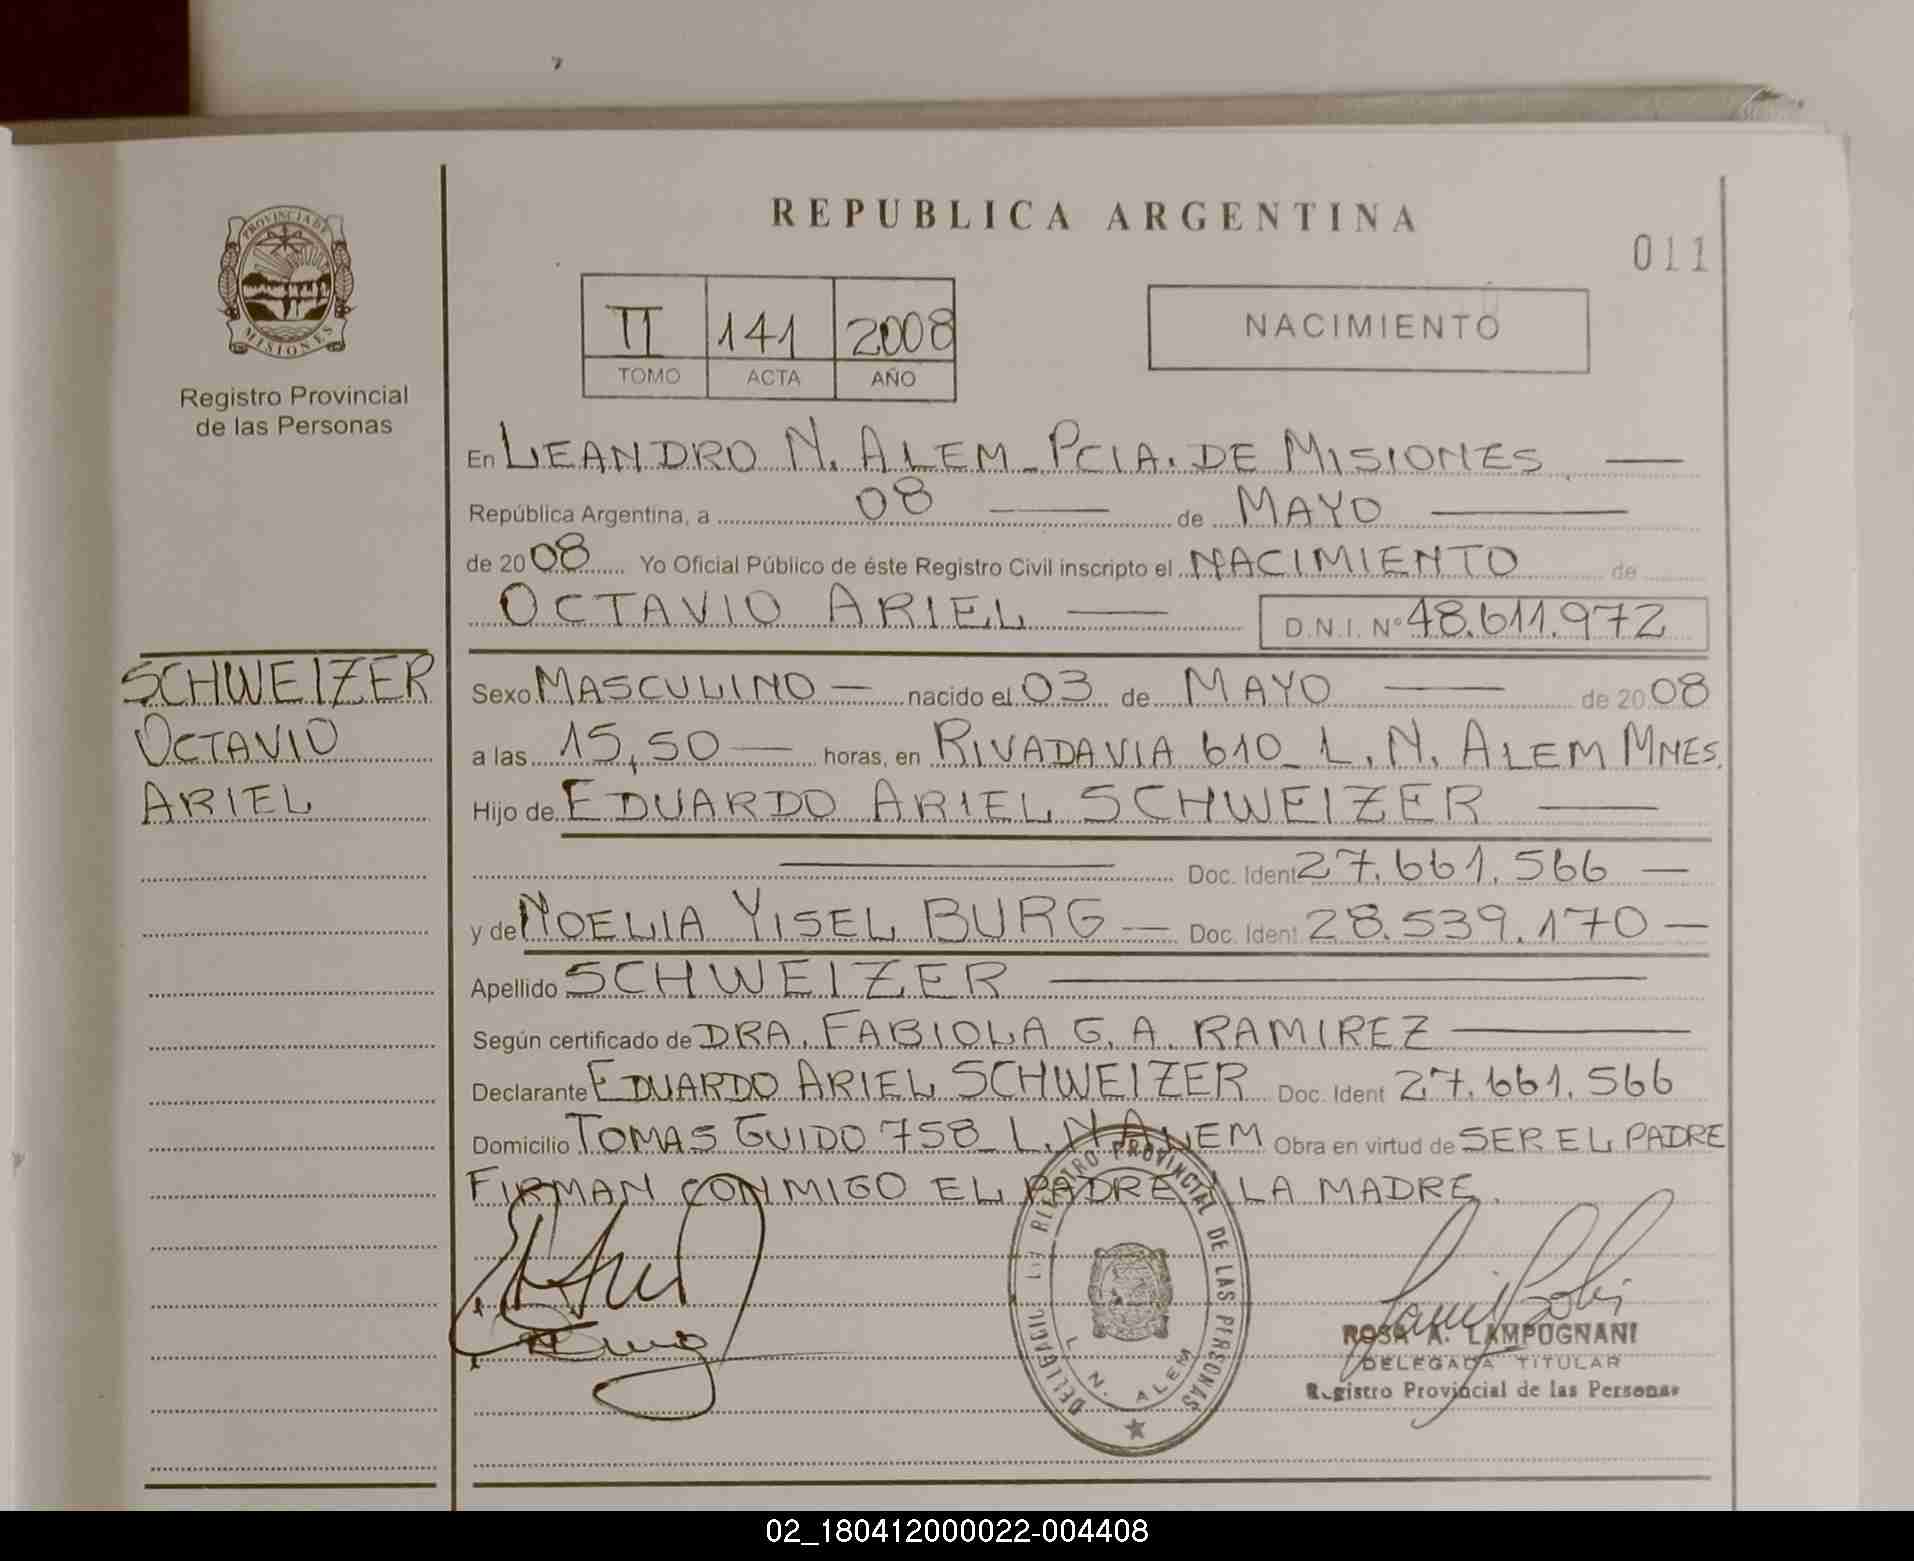 REPUBLICA ARGENTINA
011
PROVINCIA DE
MISIONES
Registro Provincial
de las Personas
II 141 2008
TOMO ACTA AÑO
NACIMIENTO
En LEANDRO N. ALEM - PCIA. DE MISIONES
República Argentina, a 08 de MAYO
de 2008 Yo Oficial Público de éste Registro Civil inscripto el NACIMIENTO de
OCTAVIO ARIEL D.N.I. Nº 48.611.972
SCHWEIZER
OCTAVIO
ARIEL
Sexo MASCULINO - nacido el 03 de MAYO de 2008
a las 15,50 horas, en RIVADAVIA 610 - L. N. ALEM MNES.
Hijo de EDUARDO ARIEL SCHWEIZER
Doc. Ident 27.661.566
y de NOELIA YISEL BURG - Doc. Ident 28.539.170
Apellido SCHWEIZER
Según certificado de DRA. FABIOLA G. A. RAMIREZ
Declarante EDUARDO ARIEL SCHWEIZER Doc. Ident 27.661.566
Domicilio TOMAS GUIDO 758 - L. N ALEM Obra en virtud de SER EL PADRE
FIRMAN CONMIGO EL PADRE Y LA MADRE.
REGISTRO PROVINCIAL DE LAS PERSONAS
L. N. ALEM
ROSA A. LAMPUGNANI
DELEGADA TITULAR
Registro Provincial de las Personas
02_180412000022-004408